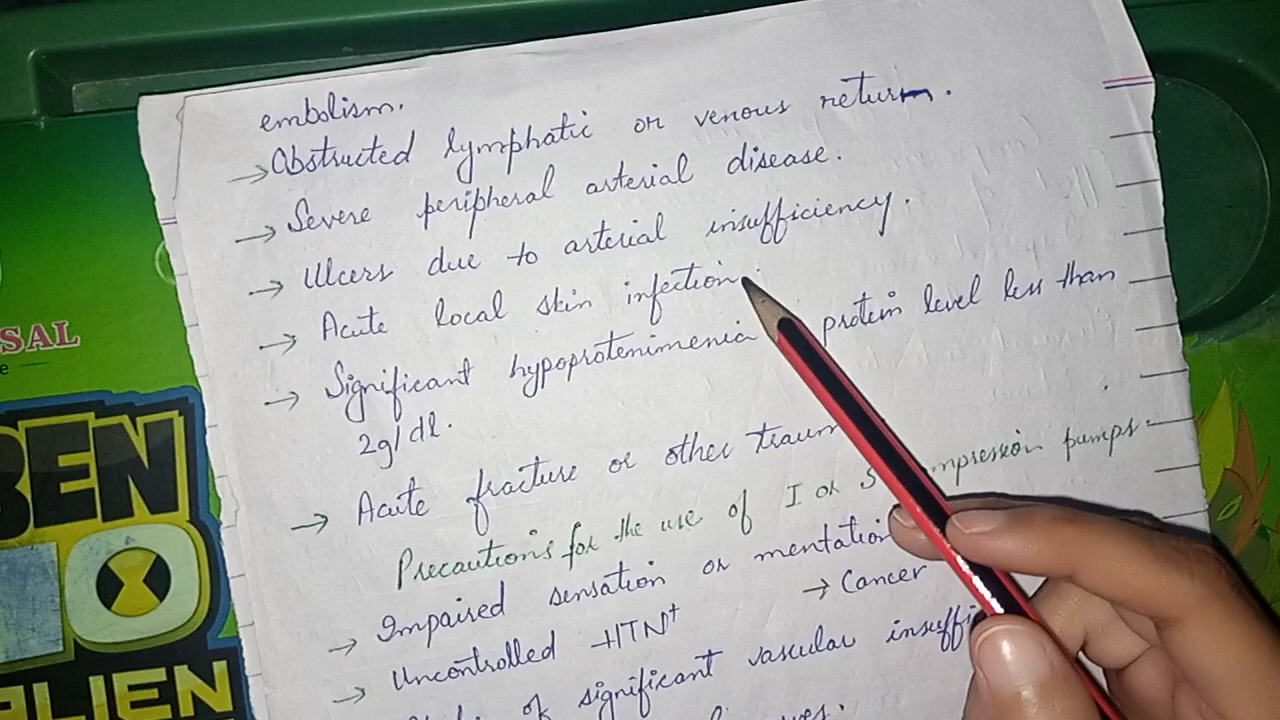 embolism.
→ Obstructed lymphatic or venous return.
→ Severe peripheral arterial disease.
→ Ulcers due to arterial insufficiency.
→ Acute local skin infection.
→ Significant hypoprotenimenia protein level less than
2g/dl.
→ Acute fracture or other traum
Precautions for the use of I or S mpression pumps.
→ Impaired sensation or mentation
→ Uncontrolled HTN⁺ → Cancer
of significant vascular insuffi
SAL
BEN
10
ALIEN